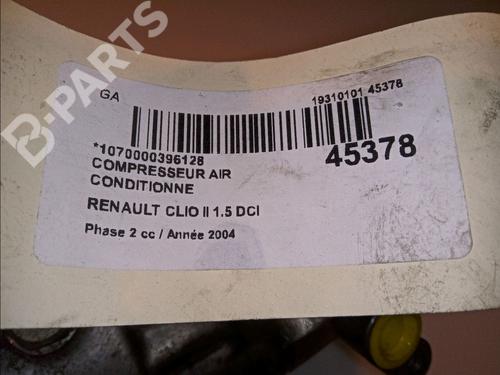 B-PARTS
GA
19310101 45378
*1070000396128
45378
COMPRESSEUR AIR
CONDITIONNE
RENAULT CLIO II 1.5 DCI
Phase 2 cc / Année 2004